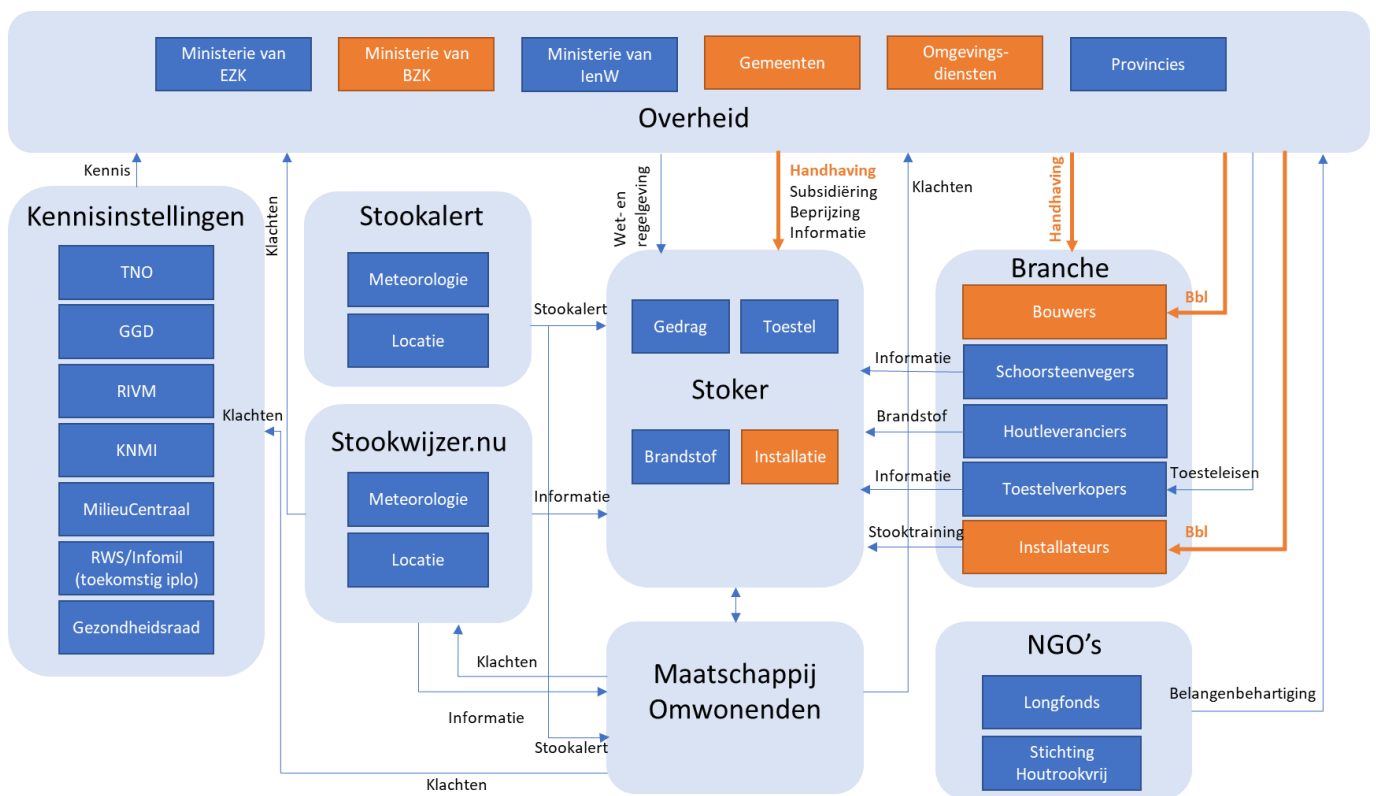 Ministerie van
EZK
Ministerie van
BZK
Ministerie van
IenW
Gemeenten
Omgevings-
diensten
Provincies
Overheid
Kennis
Klachten
Wet- en
regelgeving
Handhaving
Subsidiëring
Beprijzing
Informatie
Klachten
Handhaving
Kennisinstellingen
TNO
GGD
RIVM
KNMI
MilieuCentraal
RWS/Infomil
(toekomstig iplo)
Gezondheidsraad
Stookalert
Meteorologie
Locatie
Stookalert
Klachten
Stookwijzer.nu
Meteorologie
Locatie
Informatie
Gedrag
Toestel
Stoker
Brandstof
Installatie
Branche
Bouwers
Schoorsteenvegers
Houtleveranciers
Toestelverkopers
Installateurs
Informatie
Brandstof
Informatie
Stooktraining
Bbl
Toesteleisen
Bbl
Klachten
Informatie
Stookalert
Klachten
Maatschappij
Omwonenden
NGO’s
Longfonds
Stichting
Houtrookvrij
Belangenbehartiging